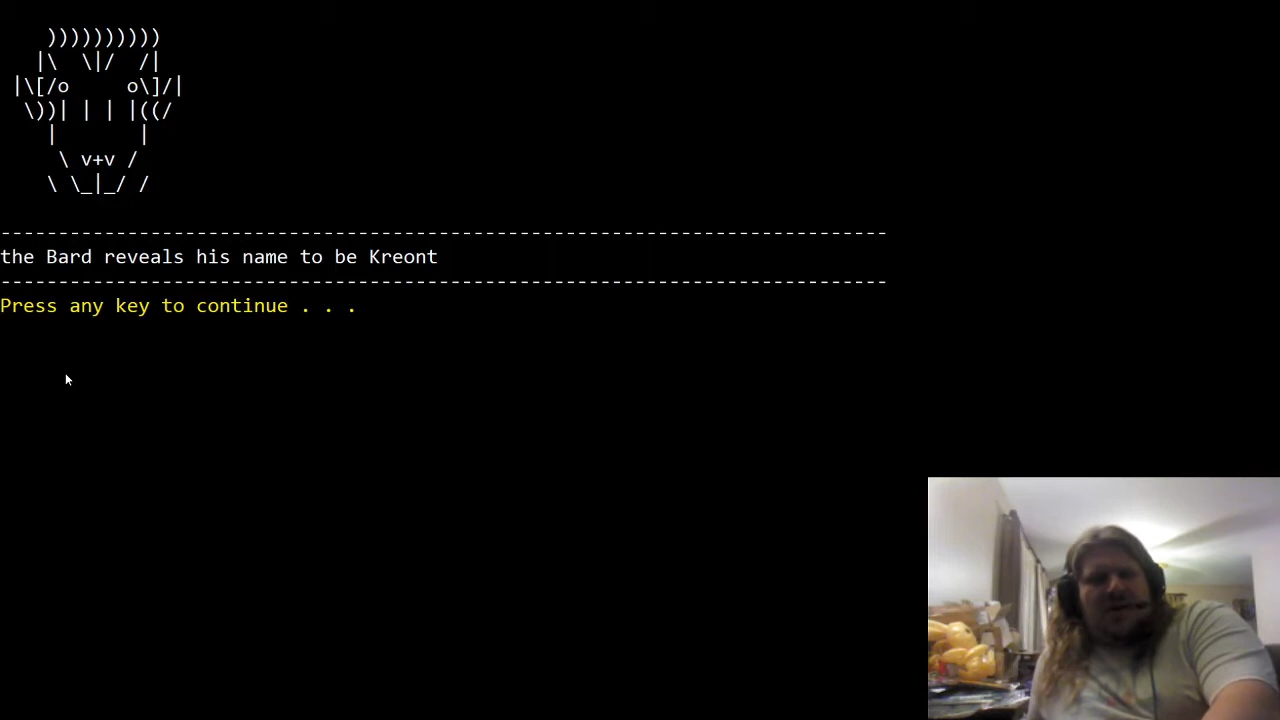 the Bard reveals his name to be Kreont
Press any key to continue . . .